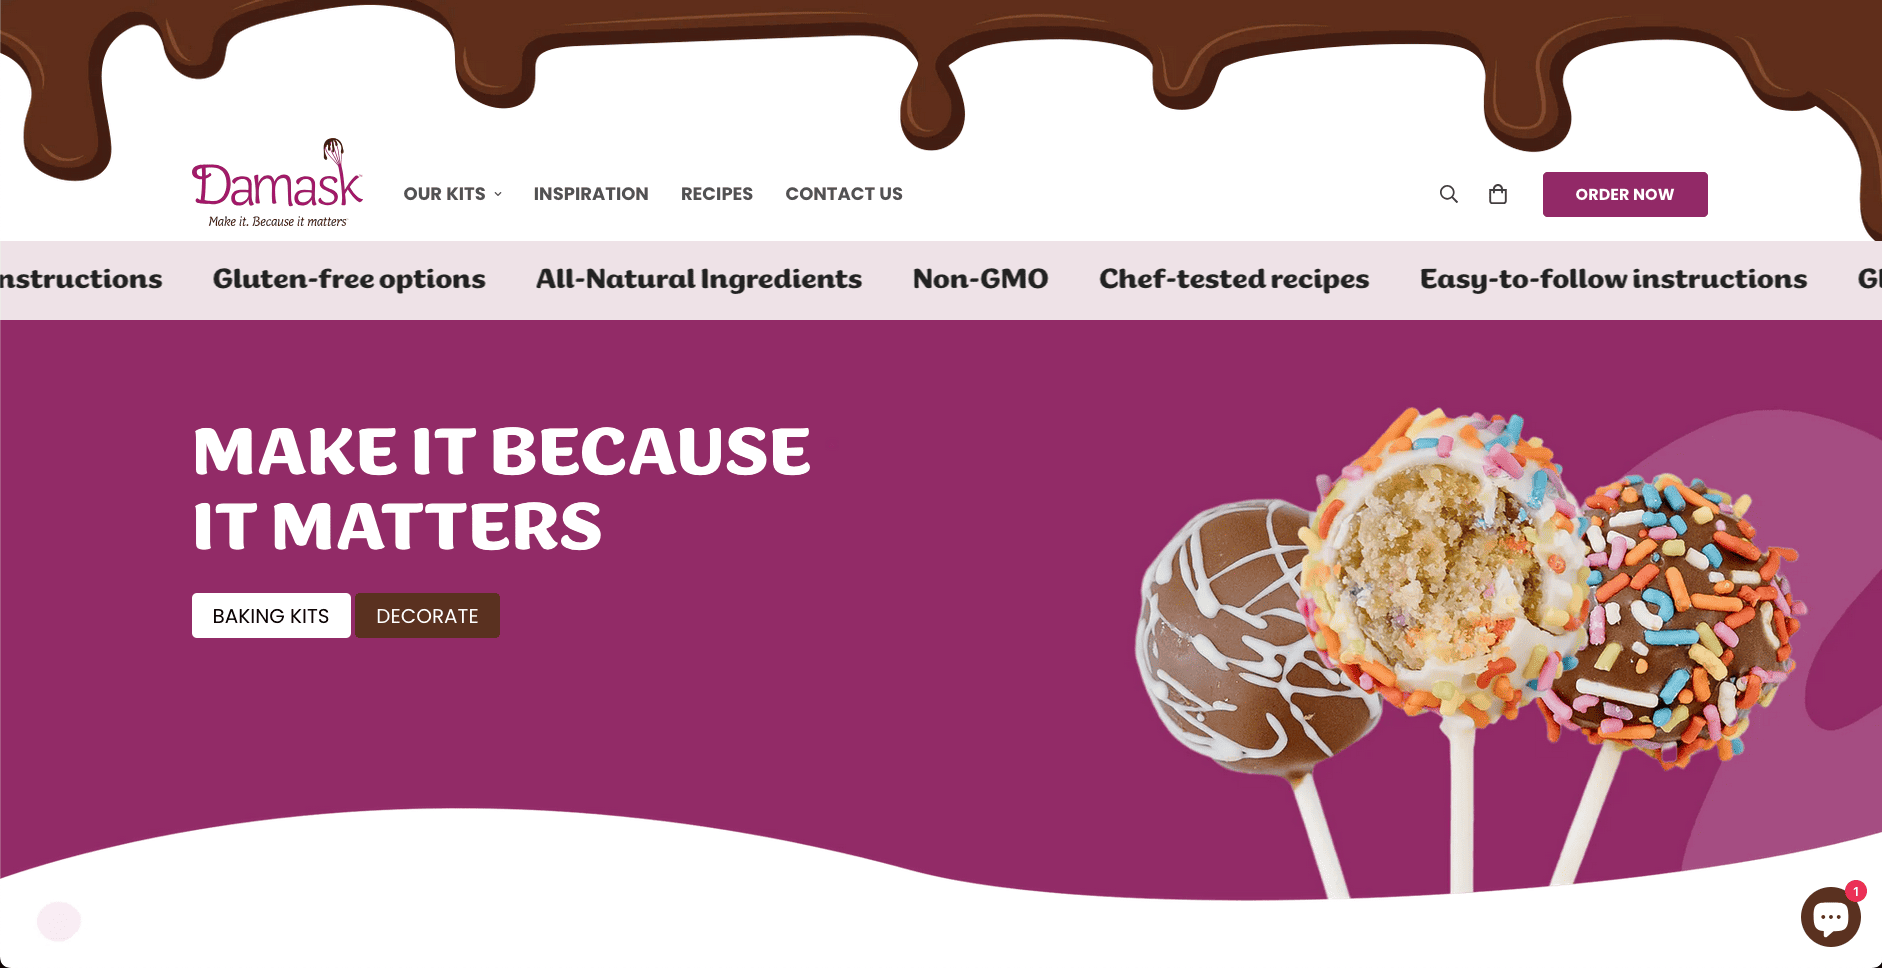 Damask
Make it. Because it matters
OUR KITS
INSPIRATION
RECIPES
CONTACT US
ORDER NOW
nstructions Gluten-free options All-Natural Ingredients Non-GMO Chef-tested recipes Easy-to-follow instructions Gl
MAKE IT BECAUSE
IT MATTERS
BAKING KITS
DECORATE
1